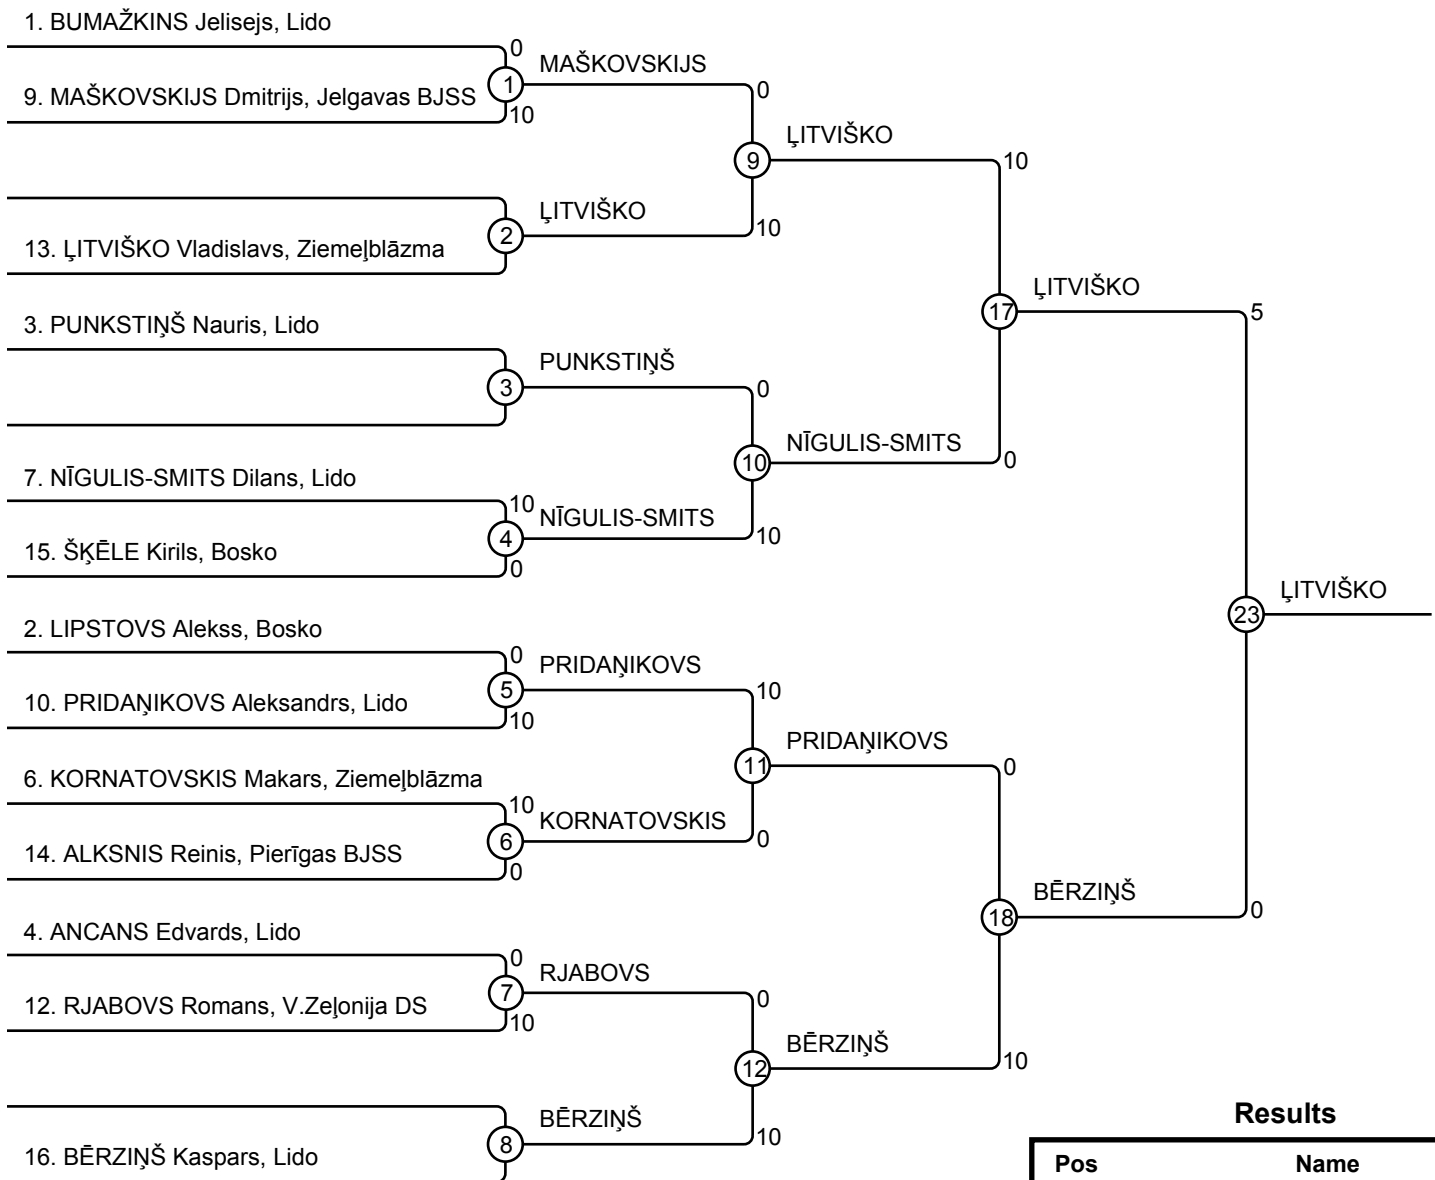 1. BUMAŽKINS Jelisejs, Lido
0
MAŠKOVSKIJS
1
0
9. MAŠKOVSKIJS Dmitrijs, Jelgavas BJSS
10
ĻITVIŠKO
9
10
ĻITVIŠKO
2
10
13. ĻITVIŠKO Vladislavs, Ziemeļblāzma
ĻITVIŠKO
17
5
3. PUNKSTIŅŠ Nauris, Lido
PUNKSTIŅŠ
3
0
NĪGULIS-SMITS
10
0
7. NĪGULIS-SMITS Dilans, Lido
10
NĪGULIS-SMITS
4
10
15. ŠĶĒLE Kirils, Bosko
0
ĻITVIŠKO
23
2. LIPSTOVS Alekss, Bosko
0
PRIDAŅIKOVS
5
10
10. PRIDAŅIKOVS Aleksandrs, Lido
10
PRIDAŅIKOVS
11
0
6. KORNATOVSKIS Makars, Ziemeļblāzma
10
KORNATOVSKIS
6
0
14. ALKSNIS Reinis, Pierīgas BJSS
0
BĒRZIŅŠ
18
0
4. ANCANS Edvards, Lido
0
RJABOVS
7
0
12. RJABOVS Romans, V.Zeļonija DS
10
BĒRZIŅŠ
12
10
BĒRZIŅŠ
8
10
16. BĒRZIŅŠ Kaspars, Lido
Results
Pos Name